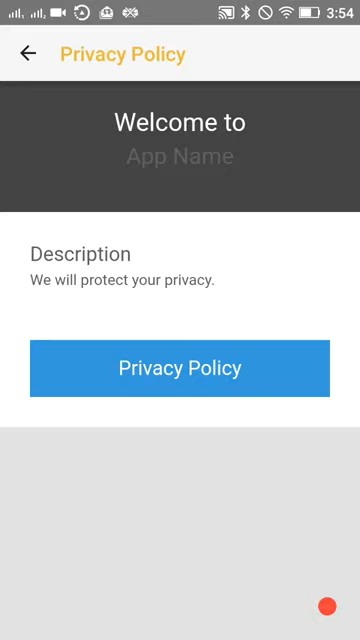 3:54
Privacy Policy
Welcome to
App Name
Description
We will protect your privacy.
Privacy Policy